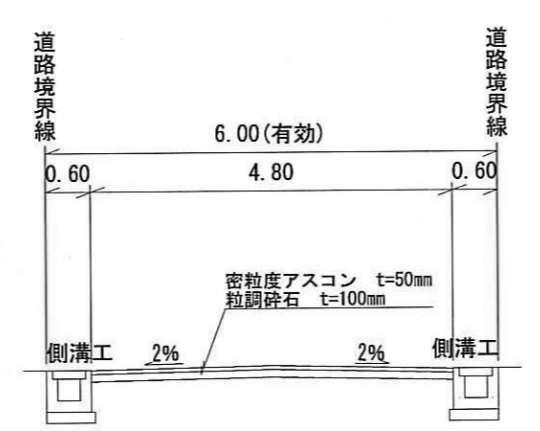 道路境界線
道路境界線
6.00(有効)
0.60
4.80
0.60
密粒度アスコン t=50mm
粒調砕石 t=100mm
側溝工
2%
2%
側溝工